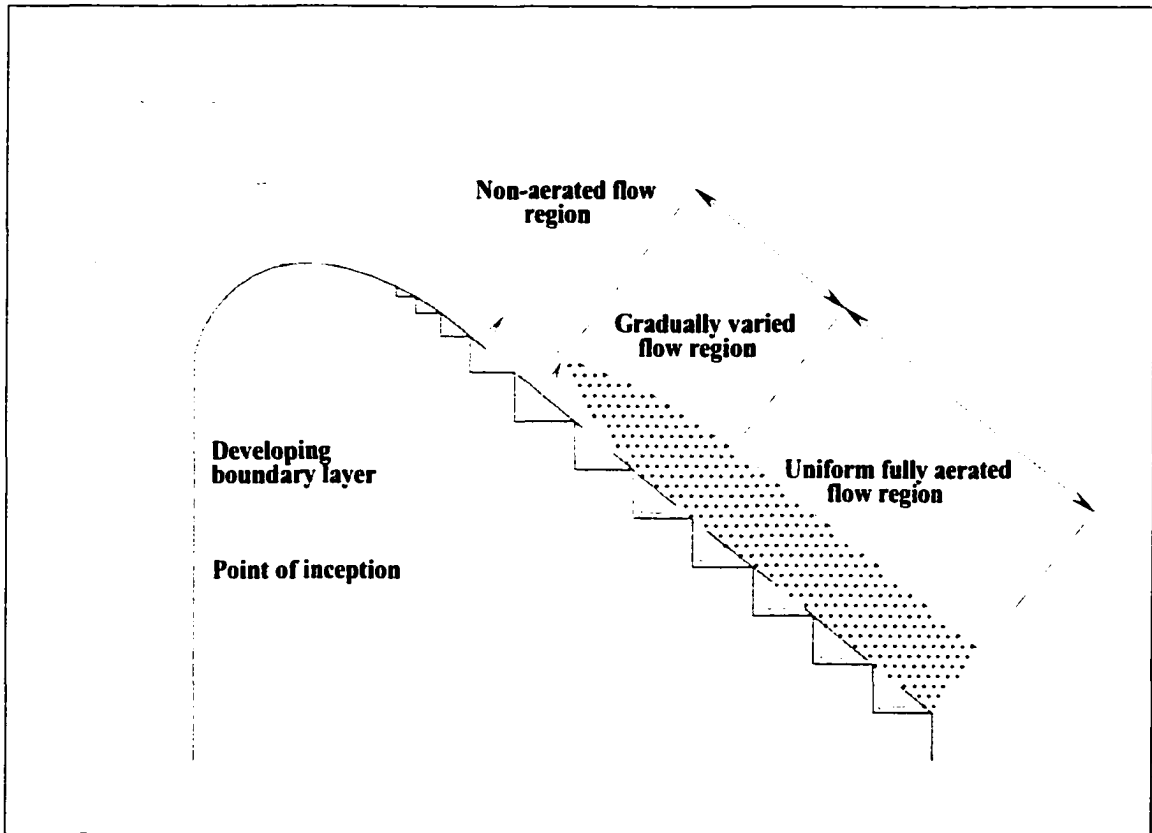 Non-aerated flow
region
Gradually varied
flow region
Developing
boundary layer
Uniform fully aerated
flow region
Point of inception